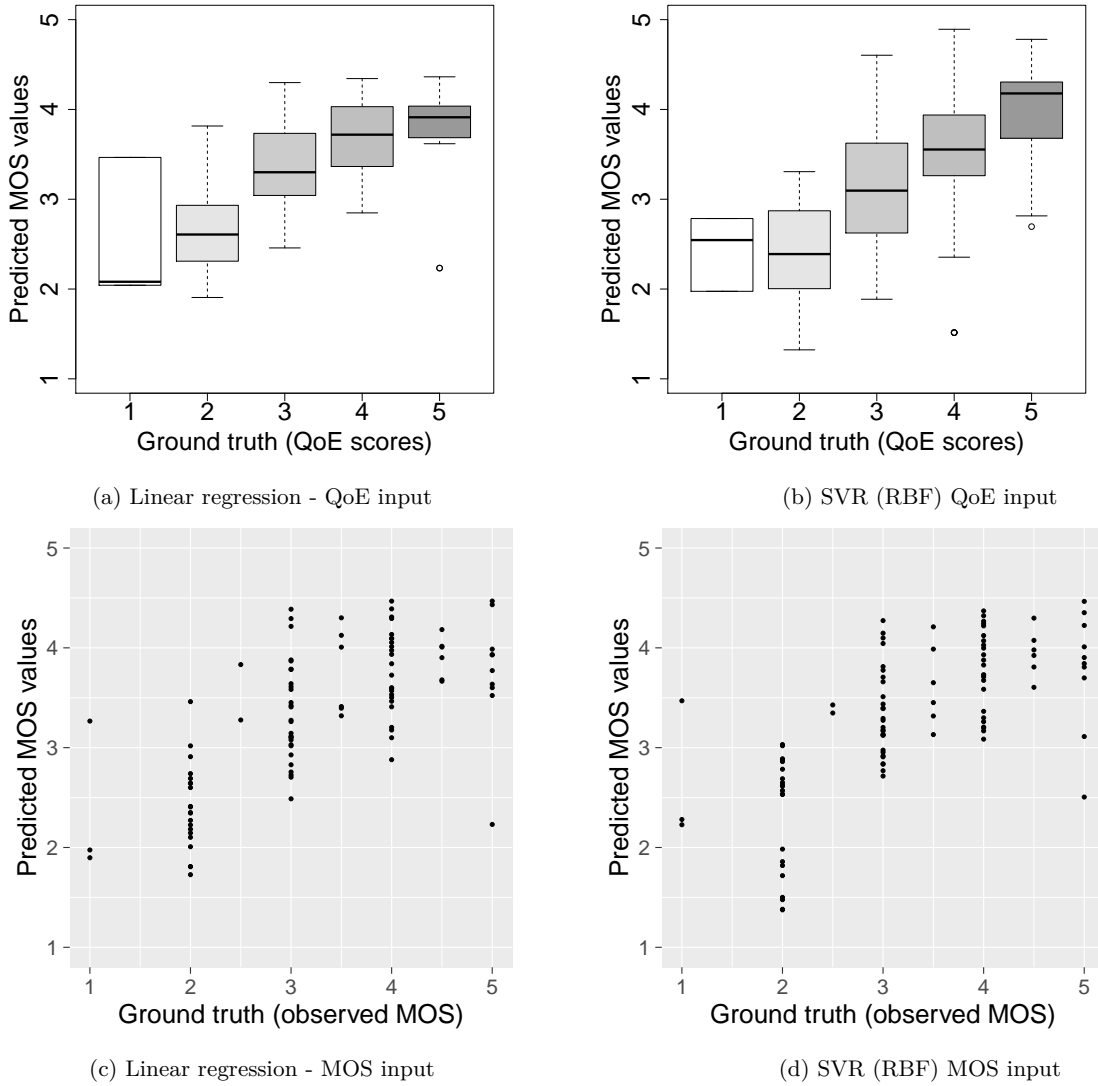 5
4
3
2
1
Predicted MOS values
1 2 3 4 5
Ground truth (QoE scores)
(a) Linear regression - QoE input
5
4
3
2
1
Predicted MOS values
1 2 3 4 5
Ground truth (QoE scores)
(b) SVR (RBF) QoE input
5
4
3
2
1
Predicted MOS values
1 2 3 4 5
Ground truth (observed MOS)
(c) Linear regression - MOS input
5
4
3
2
1
Predicted MOS values
1 2 3 4 5
Ground truth (observed MOS)
(d) SVR (RBF) MOS input